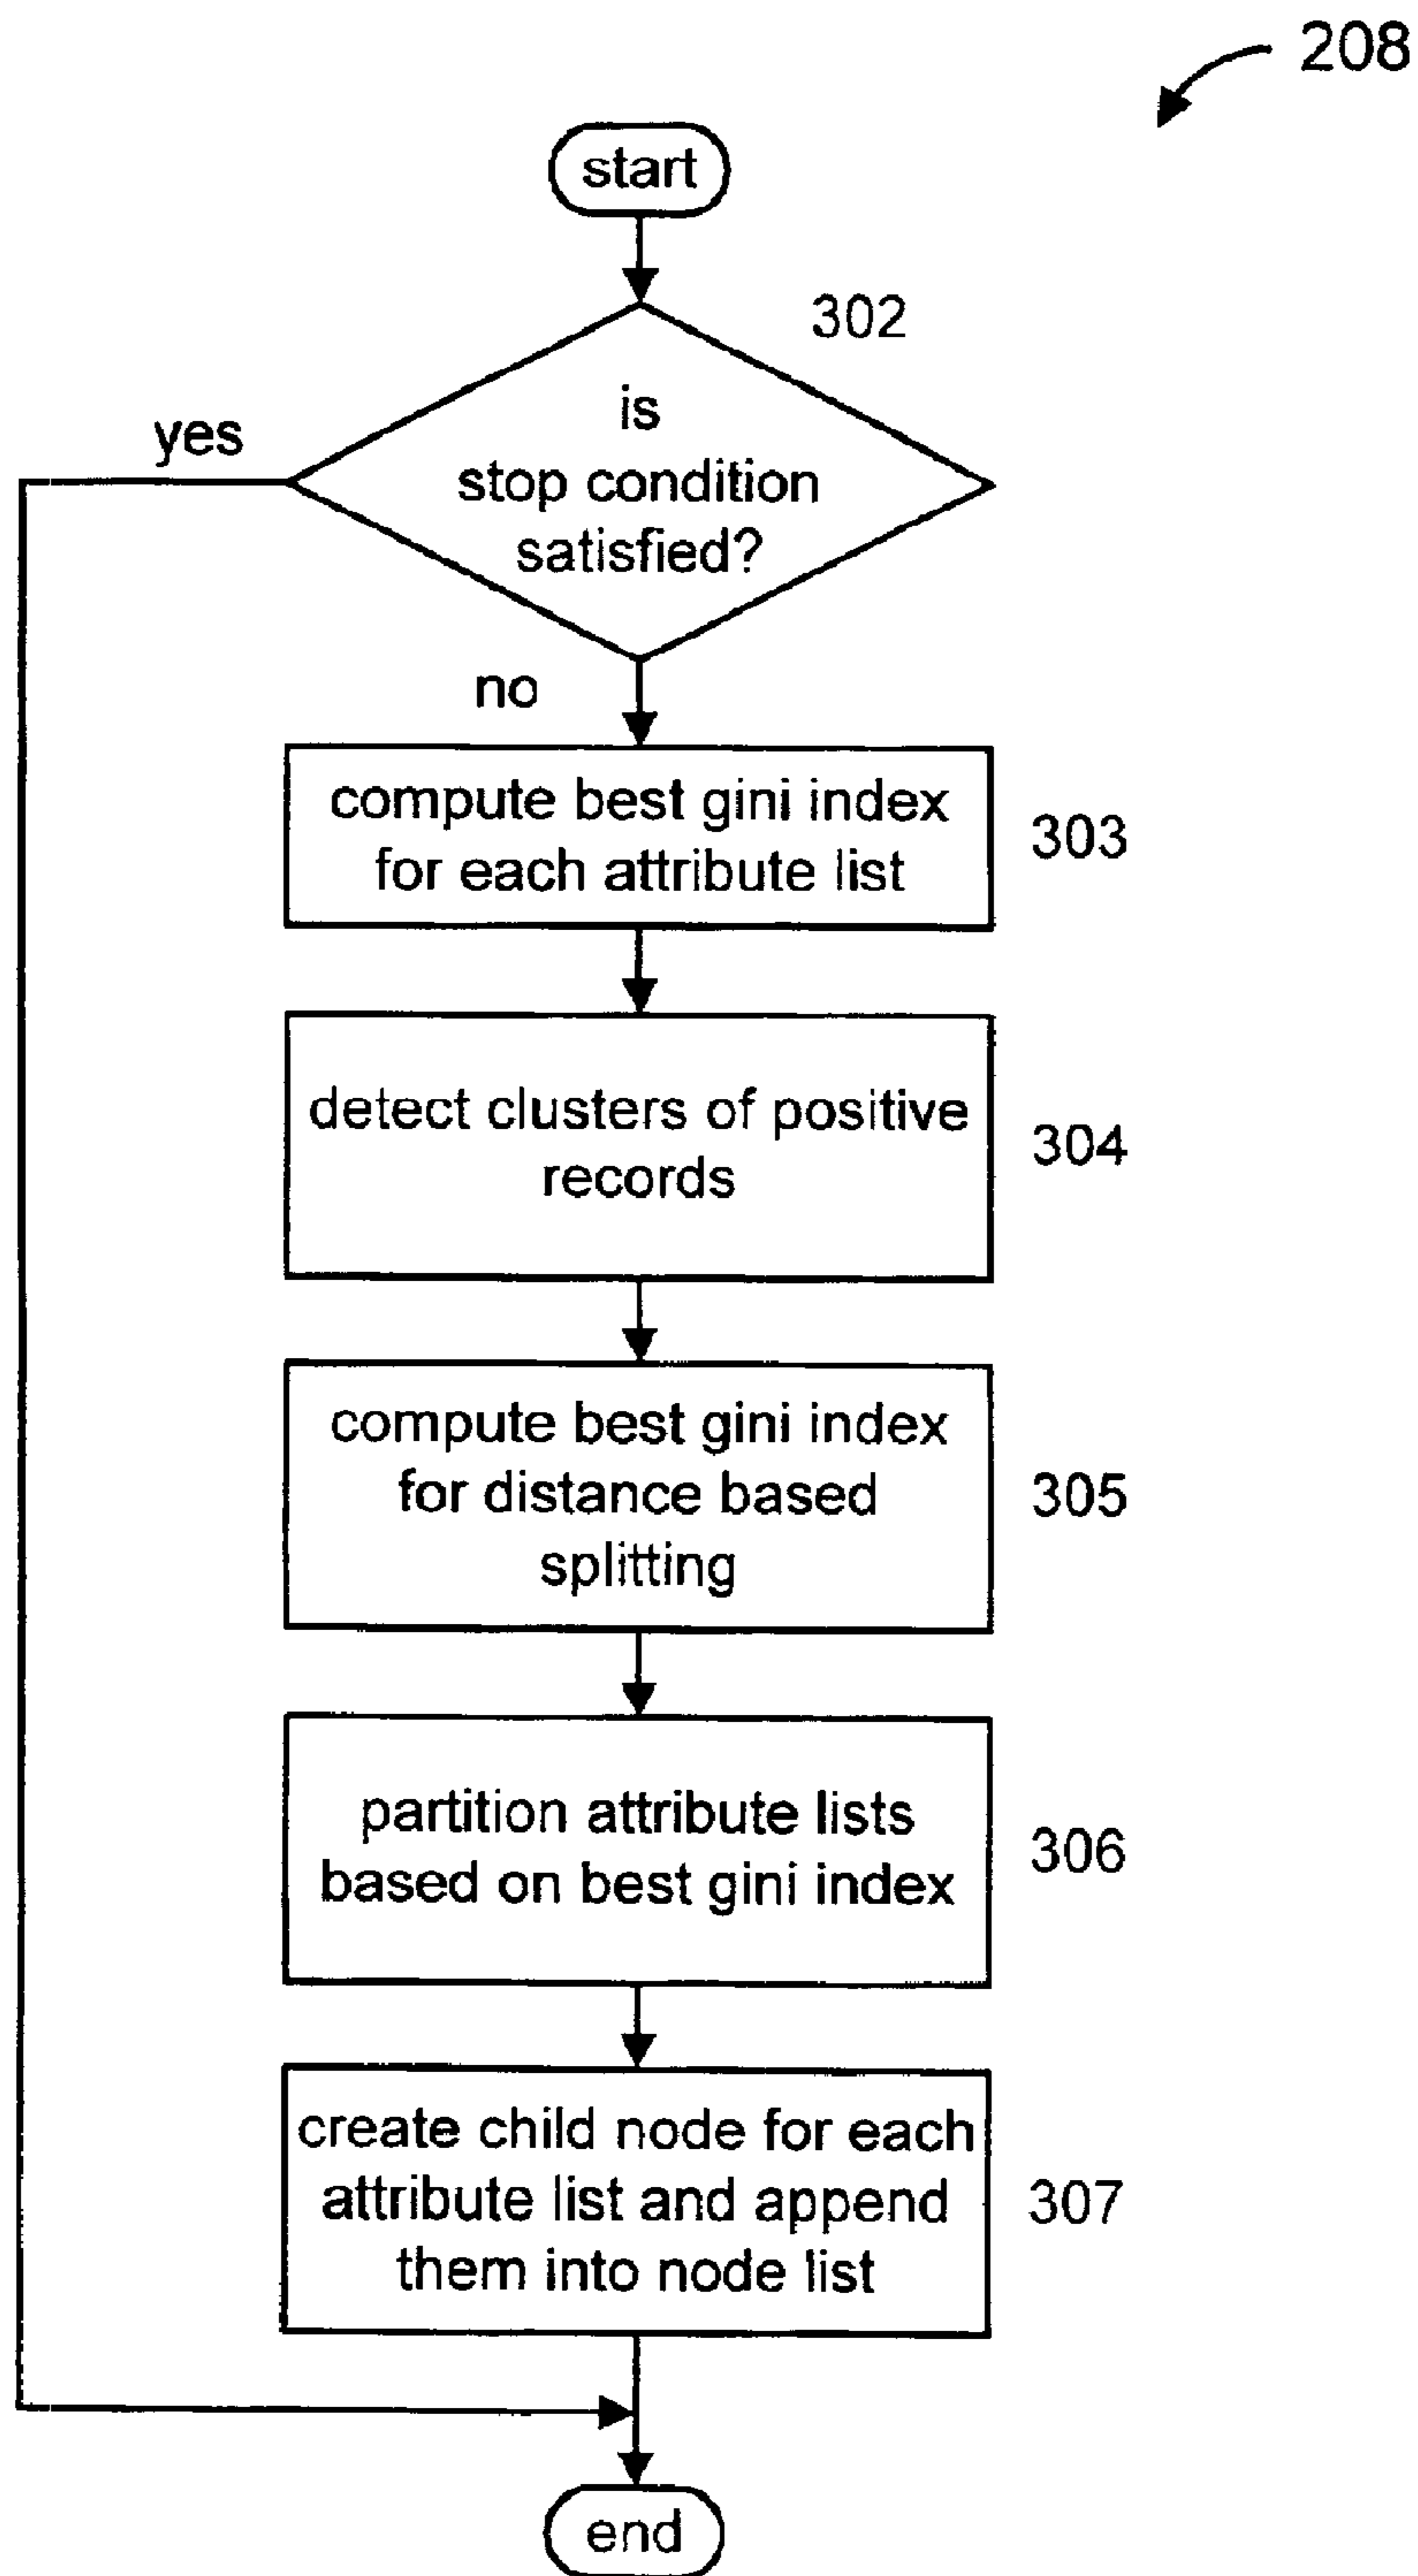 208
start
302
is
stop condition
satisfied?
yes
no
compute best gini index
for each attribute list
303
detect clusters of positive
records
304
compute best gini index
for distance based
splitting
305
partition attribute lists
based on best gini index
306
create child node for each
attribute list and append
them into node list
307
end